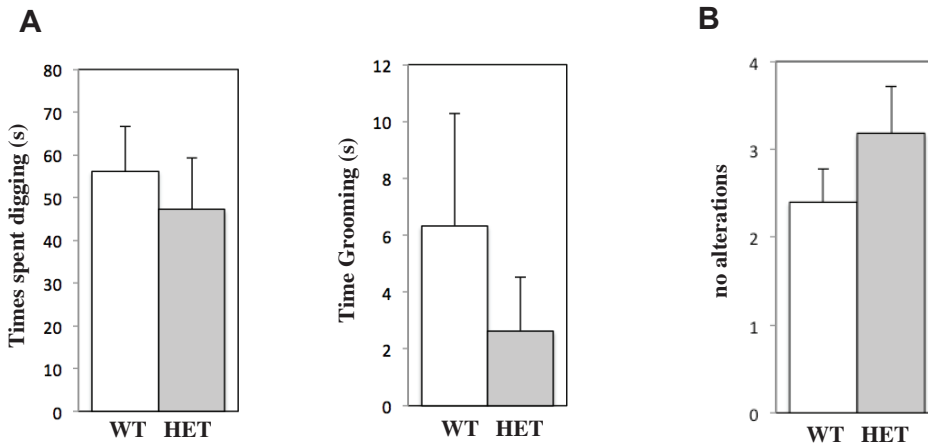 A
B
Times spent digging (s)
80
70
60
50
40
30
20
10
0
WT HET
Time Grooming (s)
12
10
8
6
4
2
0
WT HET
no alterations
4
3
2
1
0
WT HET